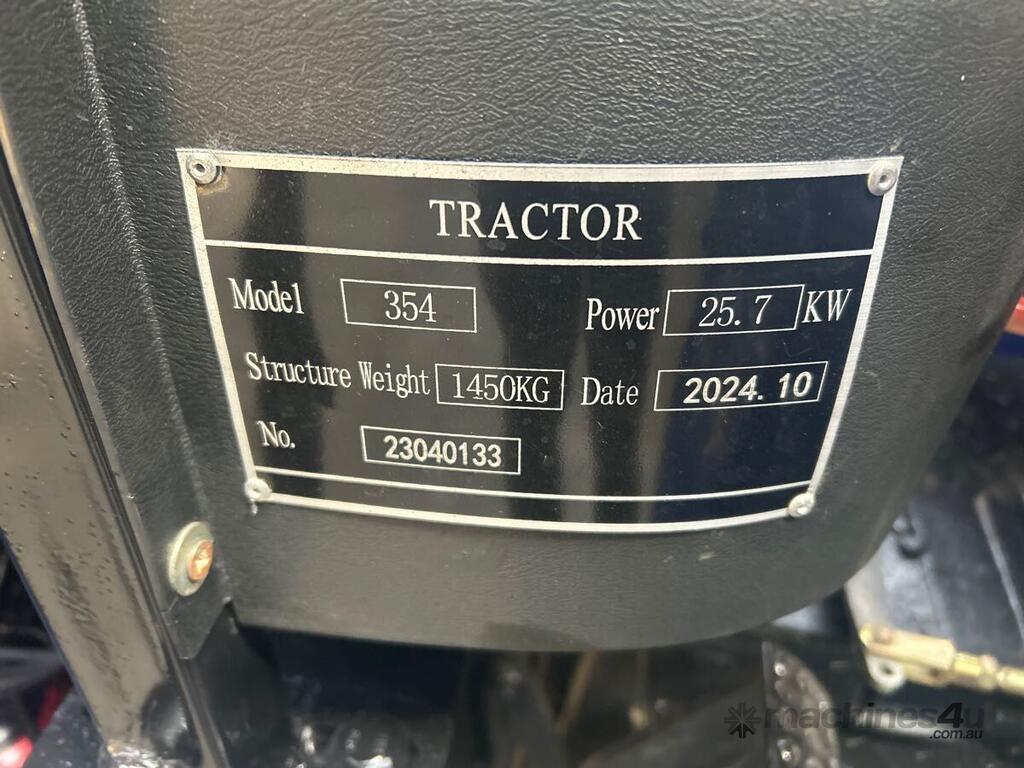 TRACTOR
Model 354 Power 25.7 KW
Structure Weight 1450KG Date 2024.10
No. 23040133
machines4u
.com.au